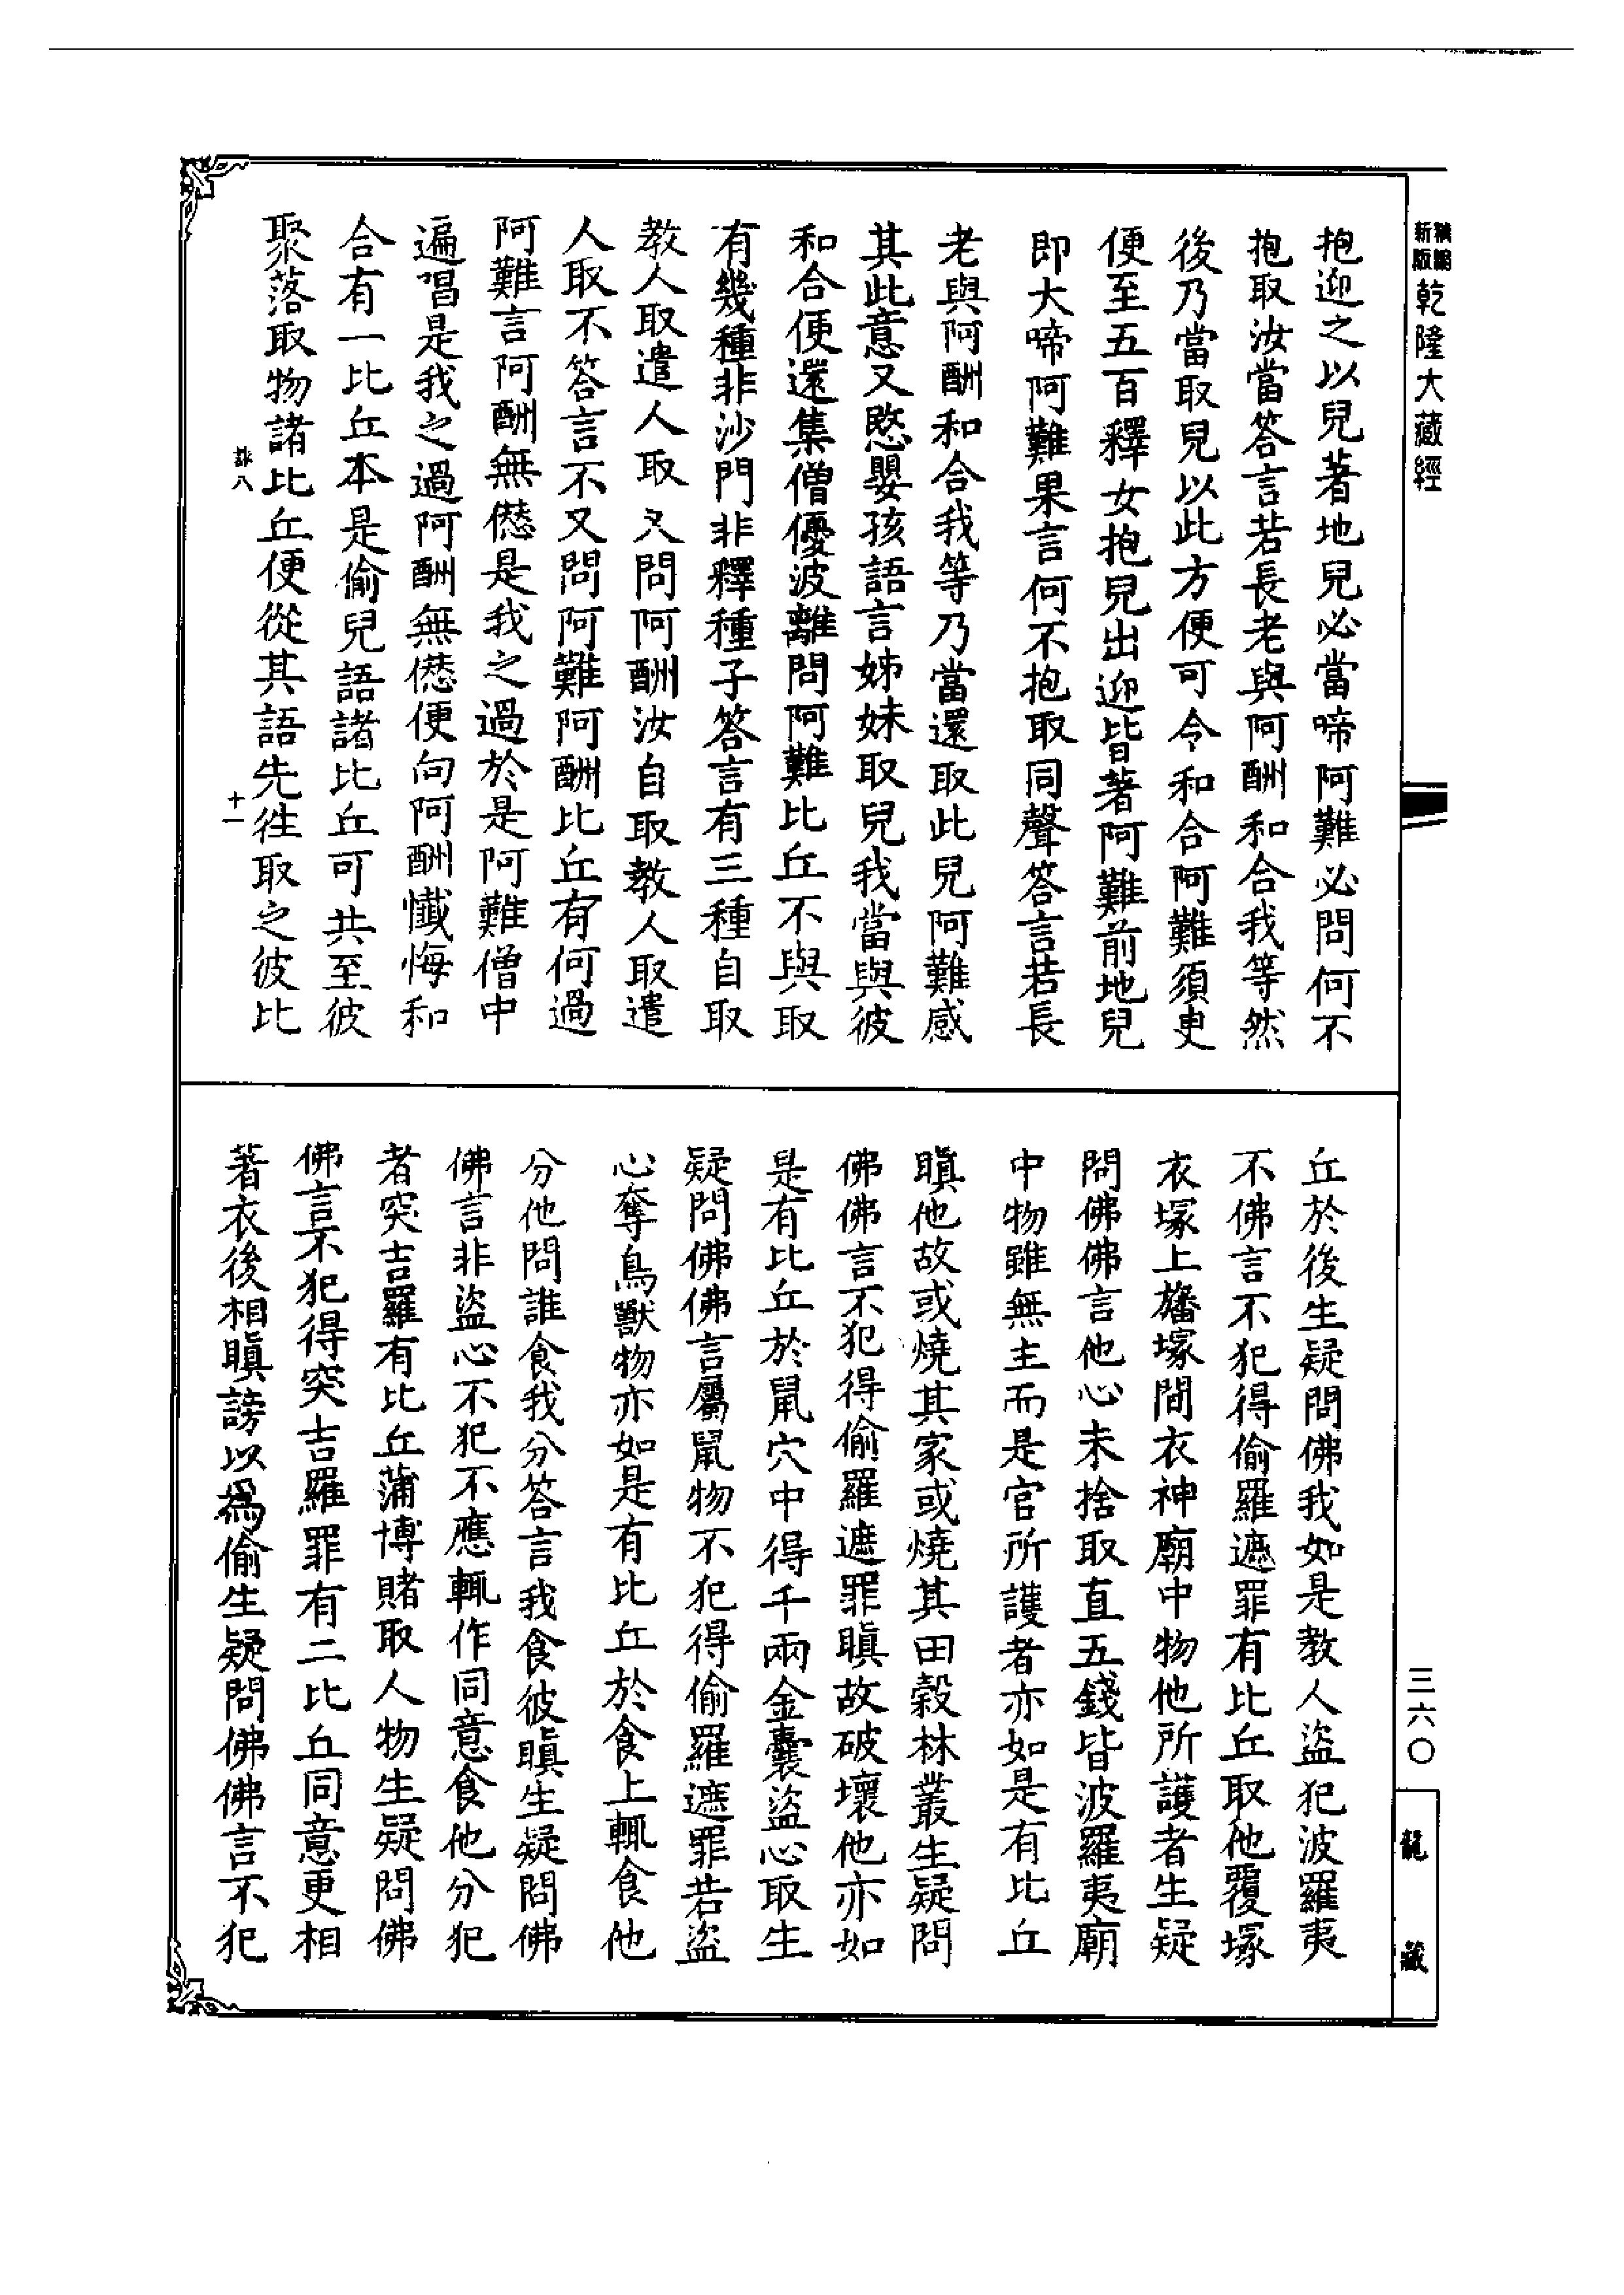 新版
精編
乾隆大藏經
抱迎之以兒著地兒必當啼阿難必問何不
抱取汝當答言若長老與阿酬和合我等然
後乃當取兒以此方便可令和合阿難須臾
便至五百釋女抱兒出迎皆著阿難前地兒
即大啼阿難果言何不抱取同聲答言若長
老與阿酬和合我等乃當還取此兒阿難感
其此意又愍嬰孩語言姊妹取兒我當與彼
和合便還集僧優波離問阿難比丘不與取
有幾種非沙門非釋種子答言有三種自取
教人取遣人取又問阿酬汝自取教人取遣
人取不答言不又問阿難阿酬比丘有何過
阿難言阿酬無僁是我之過於是阿難僧中
遍唱是我之過阿酬無僁便向阿酬懺悔和
合有一比丘本是偷兒語諸比丘可共至彼
聚落取物諸比丘便從其語先往取之彼比
八
十一
丘於後生疑問佛我如是教人盜犯波羅夷
不佛言不犯得偷羅遮罪有比丘取他覆塚
衣塚上旛塚間衣神廟中物他所護者生疑
問佛佛言他心未捨取直五錢皆波羅夷廟
中物雖無主而是官所護者亦如是有比丘
瞋他故或燒其家或燒其田穀林叢生疑問
佛佛言不犯得偷羅遮罪瞋故破壞他亦如
是有比丘於鼠穴中得千兩金囊盜心取生
疑問佛佛言屬鼠物不犯得偷羅遮罪若盜
心奪鳥獸物亦如是有比丘於食上輒食他
分他問誰食我分答言我食彼瞋生疑問佛
佛言非盜心不犯不應輒作同意食他分犯
者突吉羅有比丘蒲博賭取人物生疑問佛
佛言不犯得突吉羅罪有二比丘同意更相
著衣後相瞋謗以為偷生疑問佛佛言不犯
三六〇
龍藏